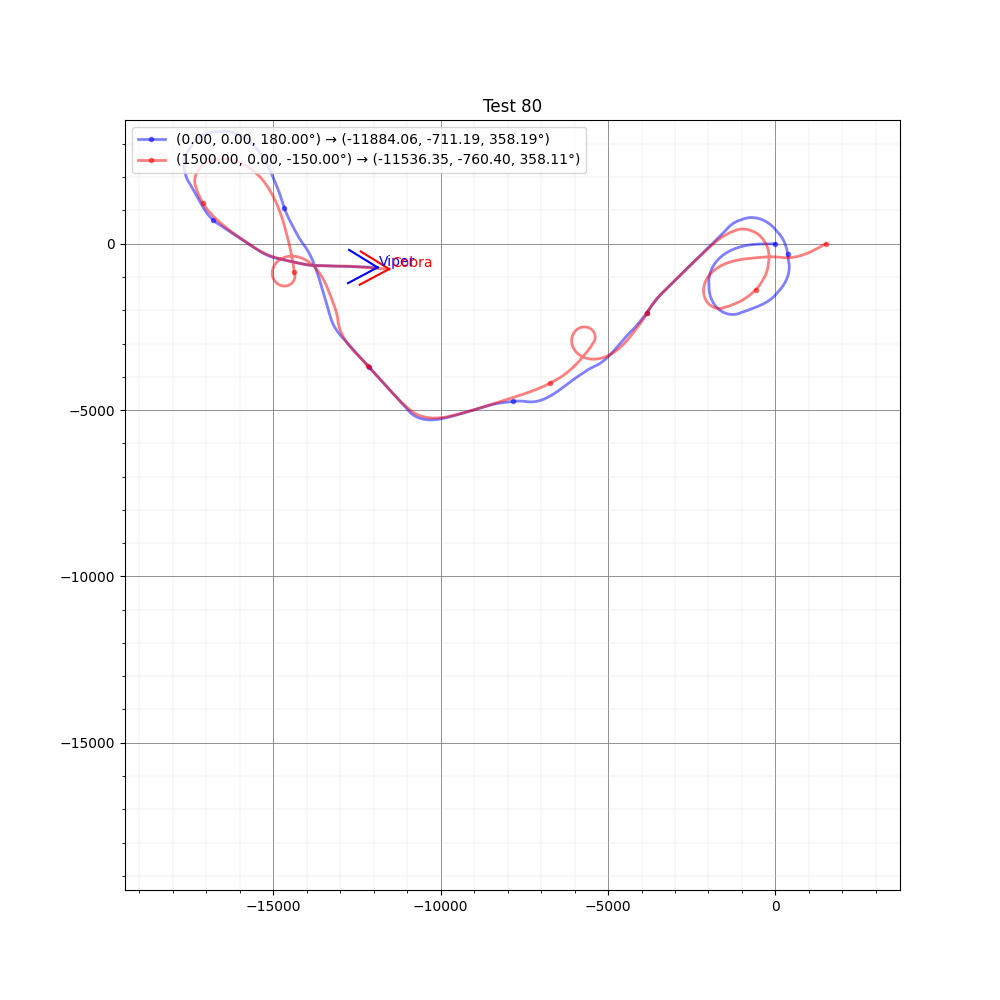 Test 80
(0.00, 0.00, 180.00°) → (-11884.06, -711.19, 358.19°)
(1500.00, 0.00, -150.00°) → (-11536.35, -760.40, 358.11°)
0
−5000
−10000
−15000
Viper
Cobra
−15000
−10000
−5000
0